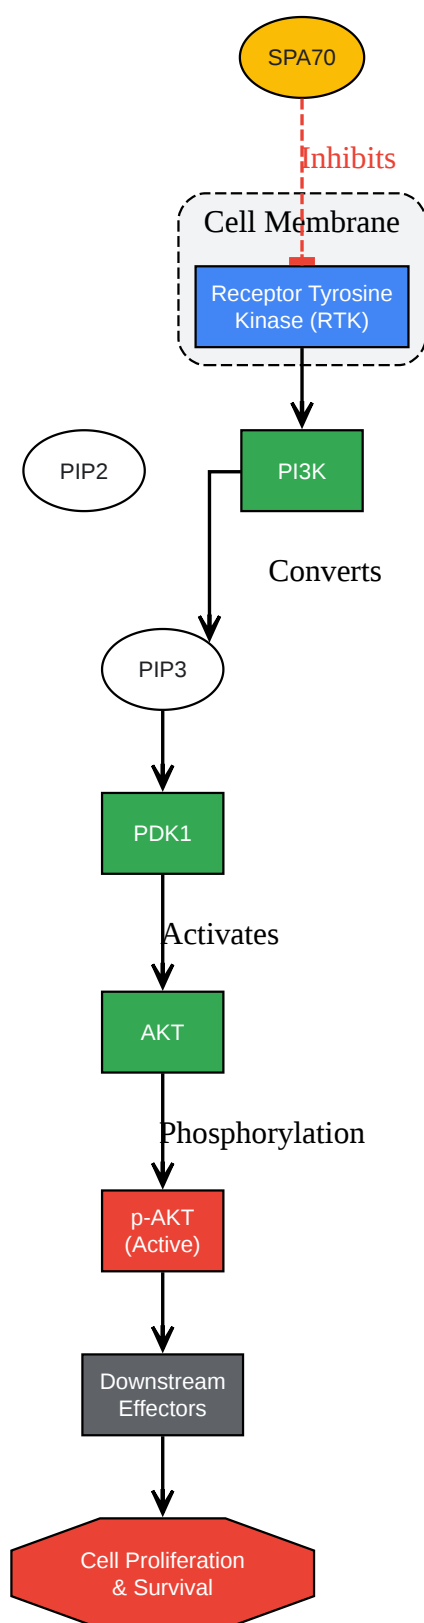 SPA70
Inhibits
Cell Membrane
Receptor Tyrosine
Kinase (RTK)
PIP2
PI3K
Converts
PIP3
PDK1
Activates
AKT
Phosphorylation
p-AKT
(Active)
Downstream
Effectors
Cell Proliferation
& Survival